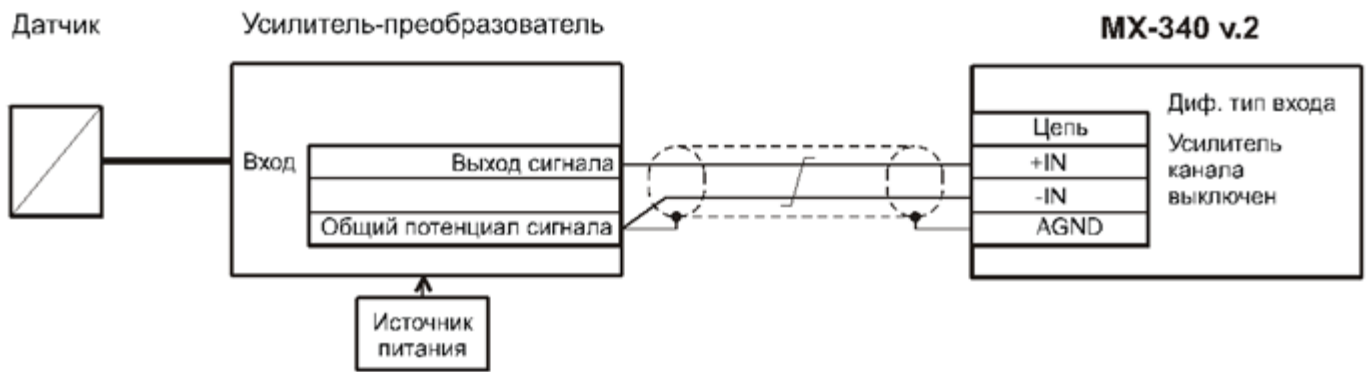 Датчик
Усилитель-преобразователь
MX-340 v.2
Вход
Выход сигнала
Общий потенциал сигнала
Источник
питания
Цепь
+IN
-IN
AGND
Диф. тип входа
Усилитель
канала
выключен